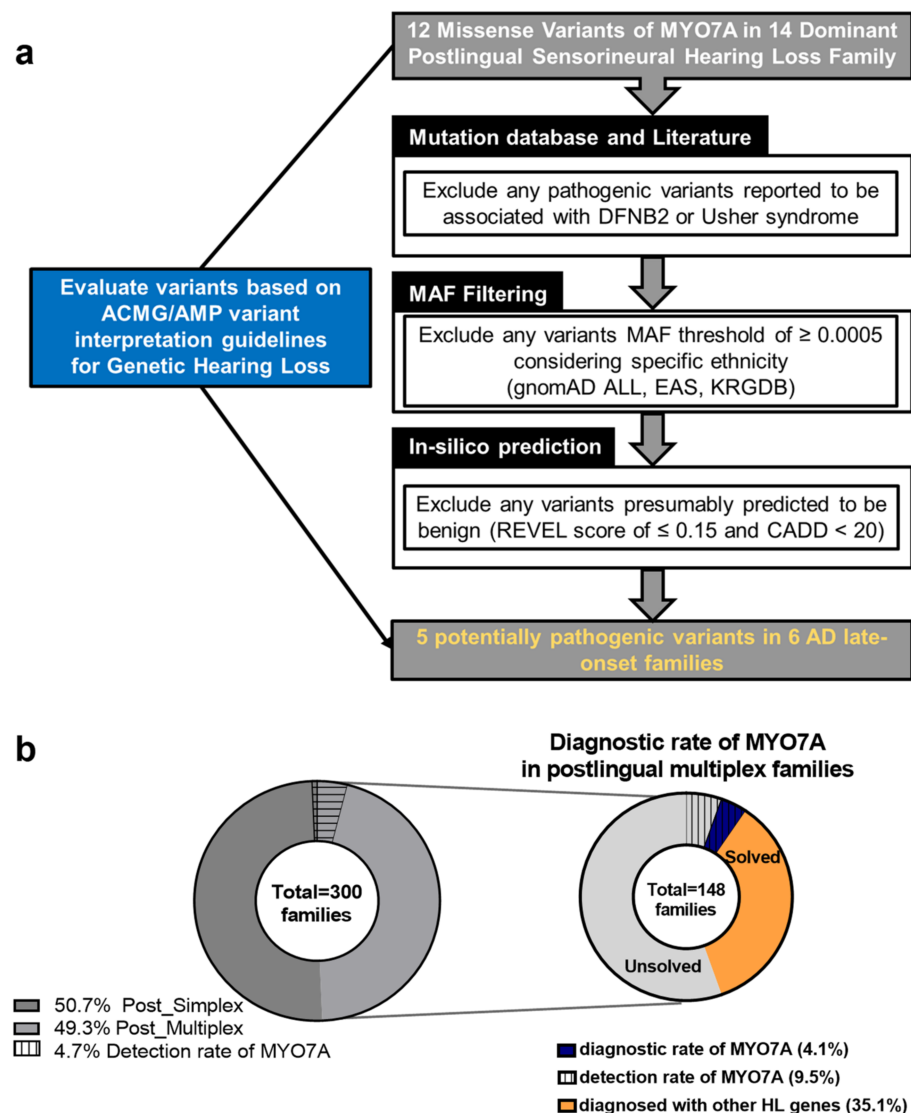 a
12 Missense Variants of MYO7A in 14 Dominant
Postlingual Sensorineural Hearing Loss Family
Mutation database and Literature
Exclude any pathogenic variants reported to be
associated with DFNB2 or Usher syndrome
Evaluate variants based on
ACMG/AMP variant
interpretation guidelines
for Genetic Hearing Loss
MAF Filtering
Exclude any variants MAF threshold of ≥ 0.0005
considering specific ethnicity
(gnomAD ALL, EAS, KRGDB)
In-silico prediction
Exclude any variants presumably predicted to be
benign (REVEL score of ≤ 0.15 and CADD < 20)
5 potentially pathogenic variants in 6 AD late-
onset families
b
Diagnostic rate of MYO7A
in postlingual multiplex families
Total=300
families
Solved
Total=148
families
Unsolved
50.7% Post_Simplex
49.3% Post_Multiplex
4.7% Detection rate of MYO7A
diagnostic rate of MYO7A (4.1%)
detection rate of MYO7A (9.5%)
diagnosed with other HL genes (35.1%)